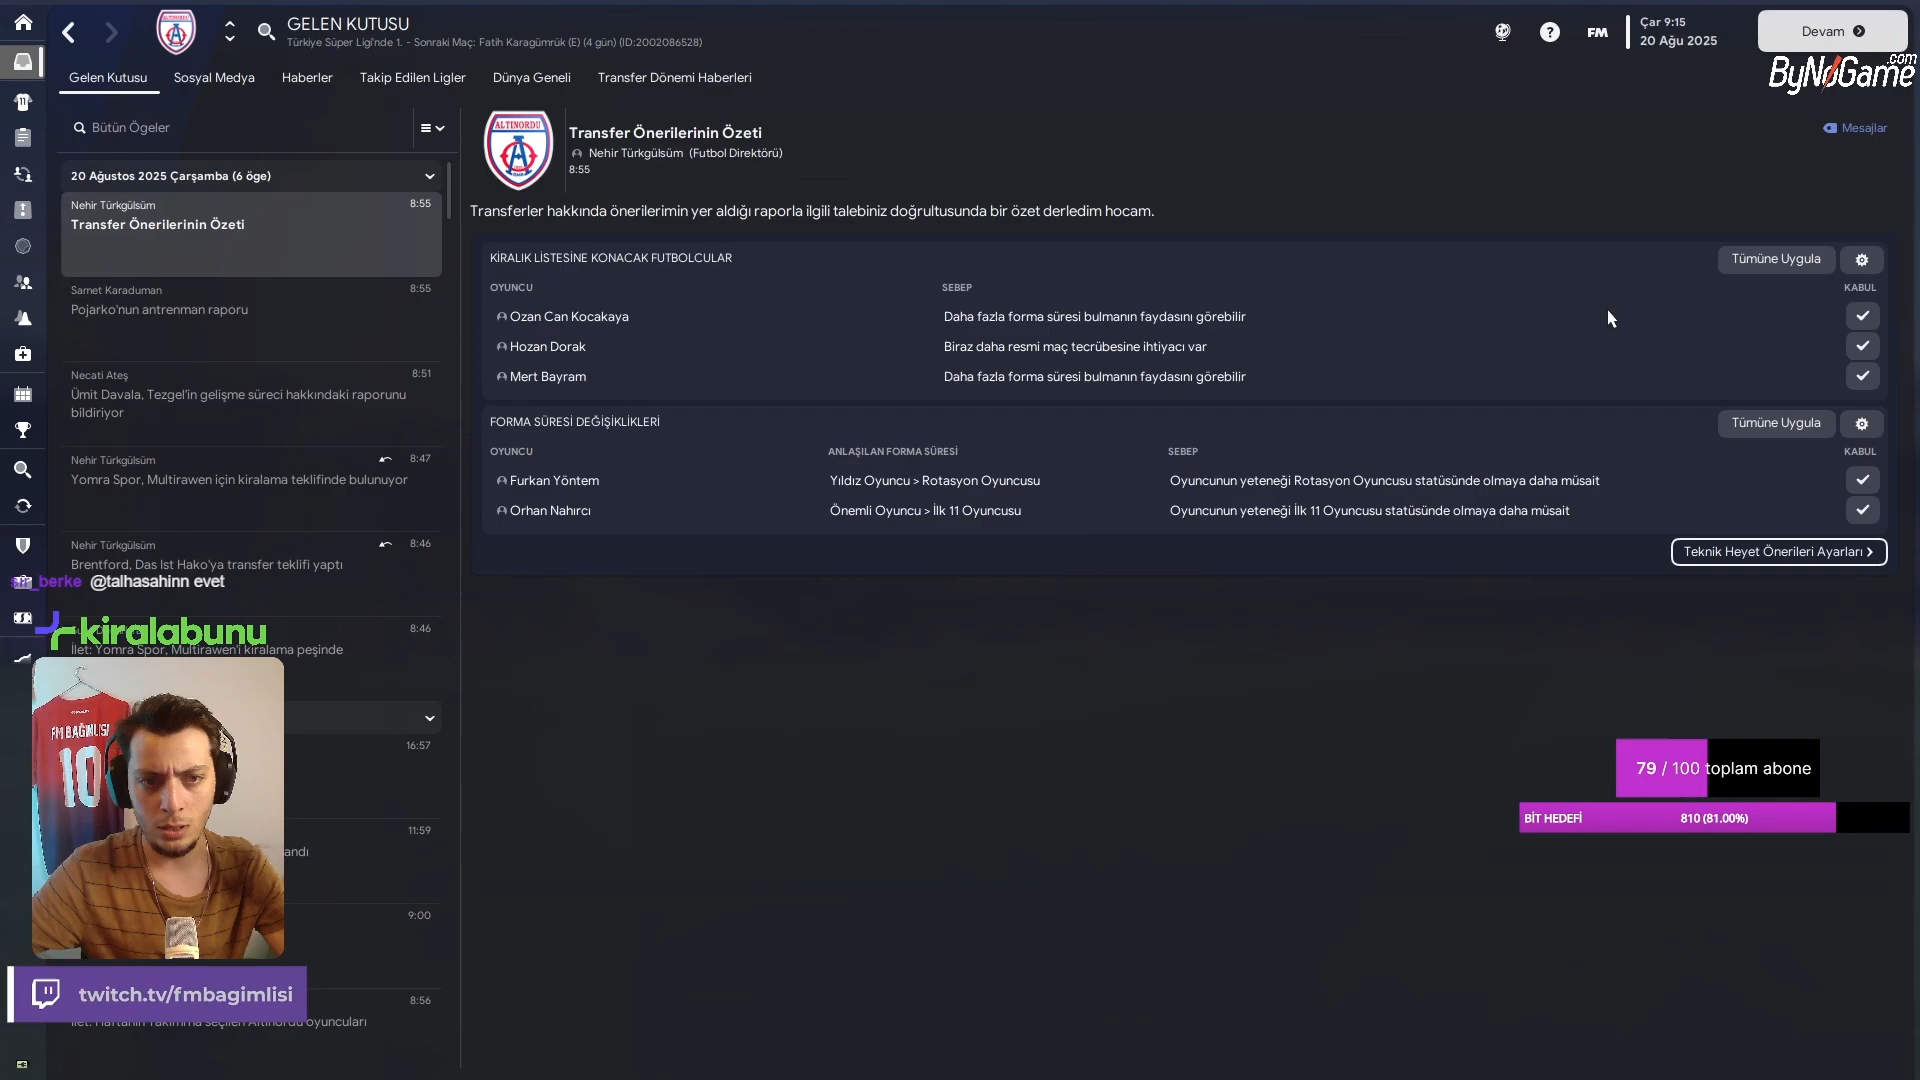 GELEN KUTUSU
Türkiye Süper Ligi'nde 1. - Sonraki Maç: Fatih Karagümrük (E) (4 gün) (ID:2002086528)
FM
Çar 9:15
20 Ağu 2025
Devam
ByNoGame.com
Gelen Kutusu
Sosyal Medya
Haberler
Takip Edilen Ligler
Dünya Geneli
Transfer Dönemi Haberleri
Bütün Ögeler
20 Ağustos 2025 Çarşamba (6 öge)
Nehir Türkgülsüm 8:55
Transfer Önerilerinin Özeti
Samet Karaduman 8:55
Pojarko'nun antrenman raporu
Necati Ateş 8:51
Ümit Davala, Tezgel'in gelişme süreci hakkındaki raporunu
bildiriyor
Nehir Türkgülsüm 8:47
Yomra Spor, Multirawen için kiralama teklifinde bulunuyor
Nehir Türkgülsüm 8:46
Brentford, Das Ist Hako'ya transfer teklifi yaptı
_berke @talhasahinn evet
8:46
kiralabunu
İlet: Yomra Spor, Multirawen'i kiralama peşinde
16:57
FM BAĞIMLISI
10
11:59
andı
9:00
8:56
twitch.tv/fmbagimlisi
İlet: Haftanın Takımına seçilen Altınordu oyuncuları
ALTINORDU
Transfer Önerilerinin Özeti
Nehir Türkgülsüm (Futbol Direktörü)
8:55
Mesajlar
Transferler hakkında önerilerimin yer aldığı raporla ilgili talebiniz doğrultusunda bir özet derledim hocam.
KİRALIK LİSTESİNE KONACAK FUTBOLCULAR
Tümüne Uygula
OYUNCU SEBEP KABUL
Ozan Can Kocakaya Daha fazla forma süresi bulmanın faydasını görebilir
Hozan Dorak Biraz daha resmi maç tecrübesine ihtiyacı var
Mert Bayram Daha fazla forma süresi bulmanın faydasını görebilir
FORMA SÜRESİ DEĞİŞİKLİKLERİ
Tümüne Uygula
OYUNCU ANLAŞILAN FORMA SÜRESİ SEBEP KABUL
Furkan Yöntem Yıldız Oyuncu > Rotasyon Oyuncusu Oyuncunun yeteneği Rotasyon Oyuncusu statüsünde olmaya daha müsait
Orhan Nahırcı Önemli Oyuncu > İlk 11 Oyuncusu Oyuncunun yeteneği İlk 11 Oyuncusu statüsünde olmaya daha müsait
Teknik Heyet Önerileri Ayarları >
79 / 100 toplam abone
BİT HEDEFİ 810 (81.00%)